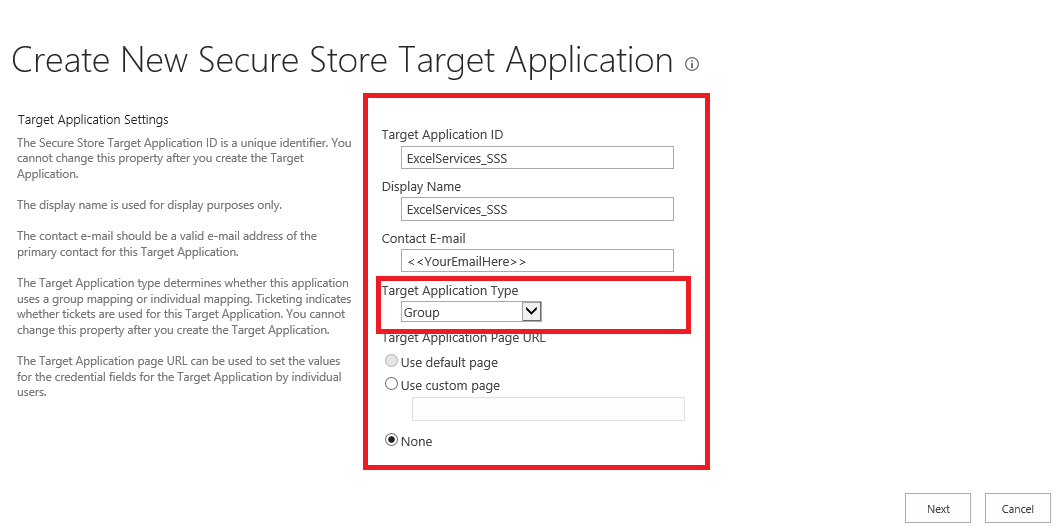 Create New Secure Store Target Application
Target Application Settings
The Secure Store Target Application ID is a unique identifier. You
cannot change this property after you create the Target
Application.
The display name is used for display purposes only.
The contact e-mail should be a valid e-mail address of the
primary contact for this Target Application.
The Target Application type determines whether this application
uses a group mapping or individual mapping. Ticketing indicates
whether tickets are used for this Target Application. You cannot
change this property after you create the Target Application.
The Target Application page URL can be used to set the values
for the credential fields for the Target Application by individual
users.
Target Application ID
ExcelServices_SSS
Display Name
ExcelServices_SSS
Contact E-mail
<<YourEmailHere>>
Target Application Type
Group
Target Application Page URL
Use default page
Use custom page
None
Next
Cancel